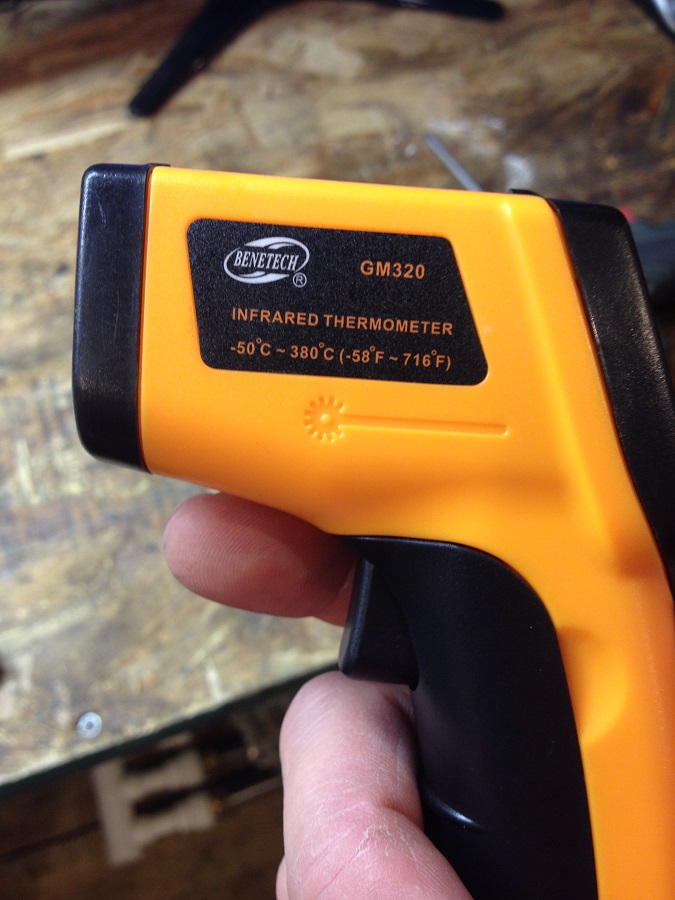 BENETECH ®
GM320
INFRARED THERMOMETER
-50°C ~ 380°C (-58°F ~ 716°F)